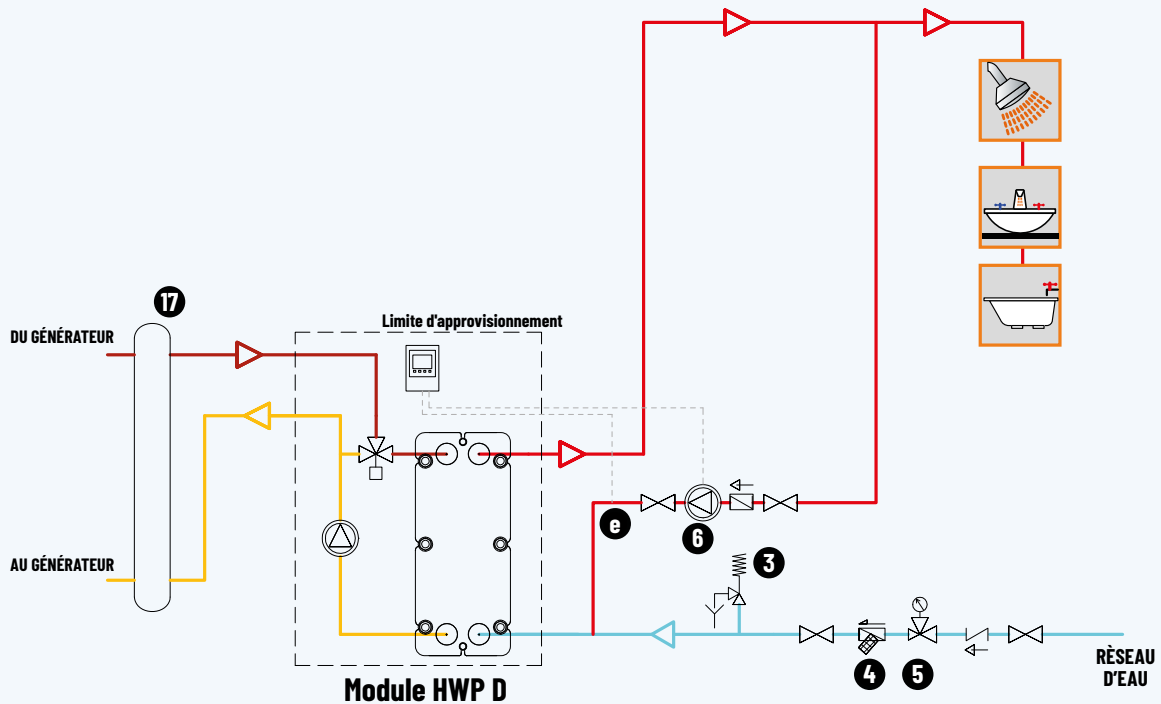 17
DU GÉNÉRATEUR
Limite d'approvisionnement
e
6
3
AU GÉNÉRATEUR
4
5
RÈSEAU
D'EAU
Module HWP D